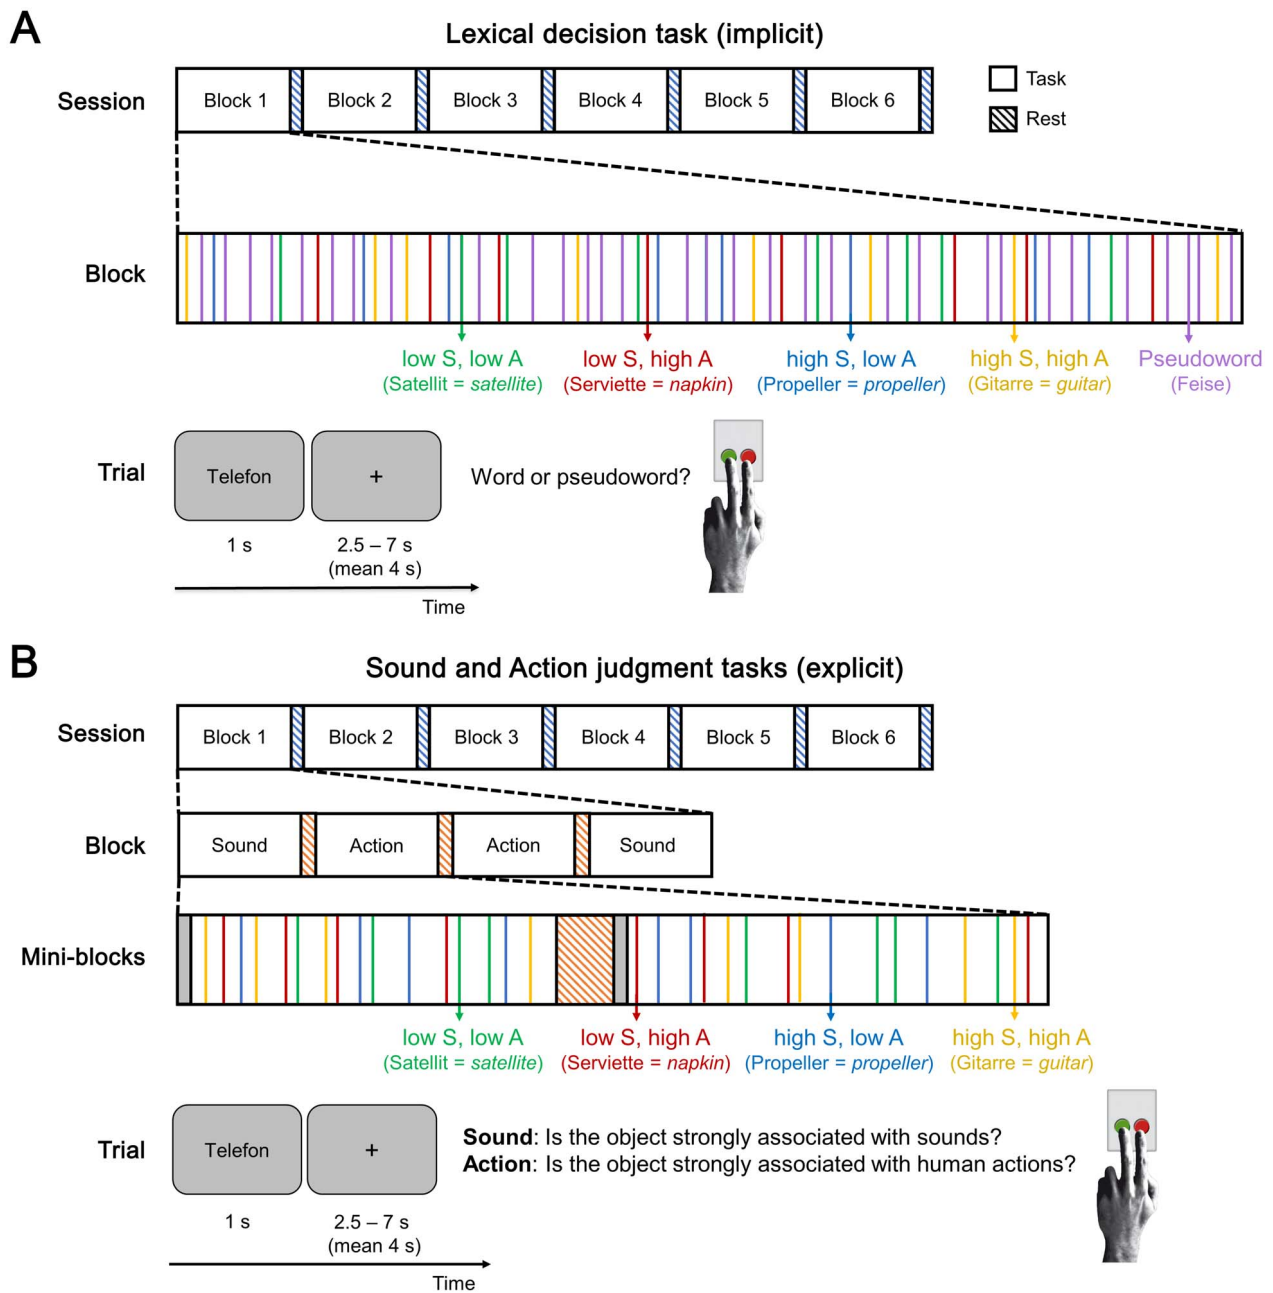 A
Lexical decision task (implicit)
Session
Block 1
Block 2
Block 3
Block 4
Block 5
Block 6
Task
Rest
Block
low S, low A
(Satellit = satellite)
low S, high A
(Serviette = napkin)
high S, low A
(Propeller = propeller)
high S, high A
(Gitarre = guitar)
Pseudoword
(Feise)
Trial
Telefon
+
Word or pseudoword?
1 s
2.5 – 7 s
(mean 4 s)
Time
B
Sound and Action judgment tasks (explicit)
Session
Block 1
Block 2
Block 3
Block 4
Block 5
Block 6
Block
Sound
Action
Action
Sound
Mini-blocks
low S, low A
(Satellit = satellite)
low S, high A
(Serviette = napkin)
high S, low A
(Propeller = propeller)
high S, high A
(Gitarre = guitar)
Trial
Telefon
+
Sound: Is the object strongly associated with sounds?
Action: Is the object strongly associated with human actions?
1 s
2.5 – 7 s
(mean 4 s)
Time